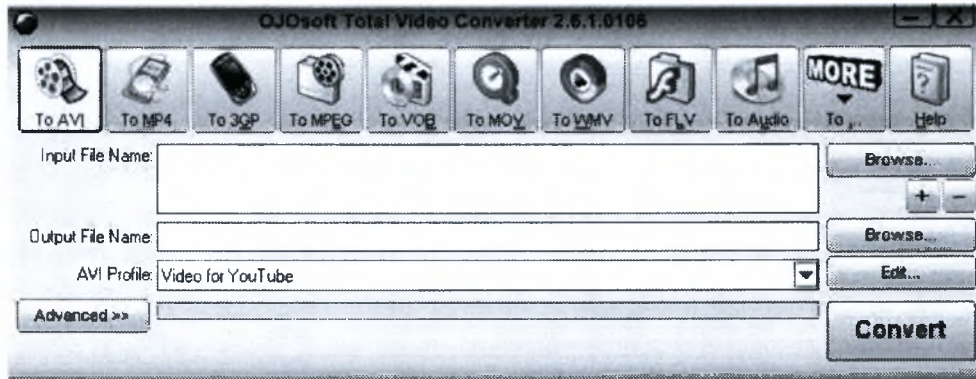 OJOsoft Total Video Converter 2.6.1.0106
To AVI To MP4 To 3GP To MPEG To VOB To MOV To WMV To FLV To Audio MORE To ... Help
Input File Name: Browse...
+ −
Output File Name: Browse...
AVI Profile: Video for YouTube Edit...
Advanced >> Convert